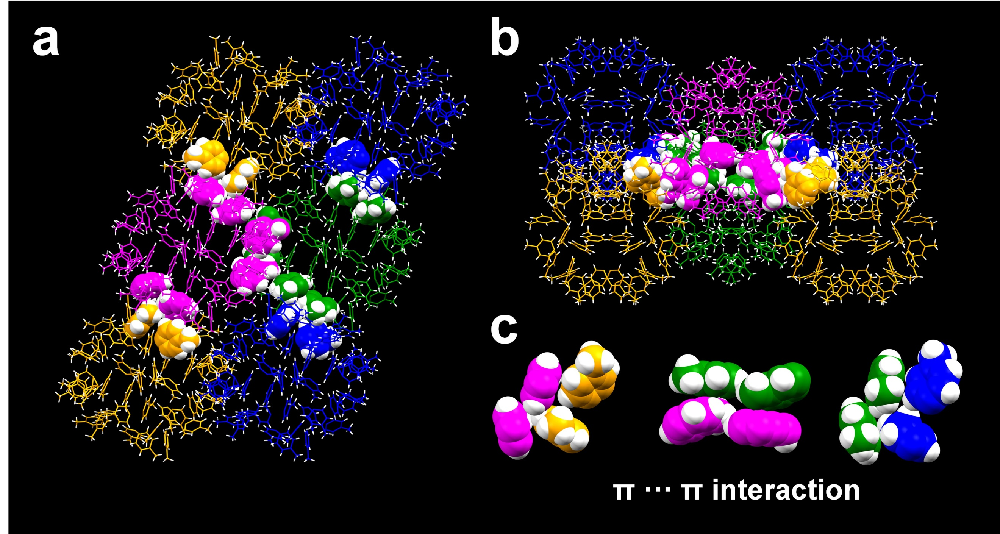 a
b
c
π ··· π interaction